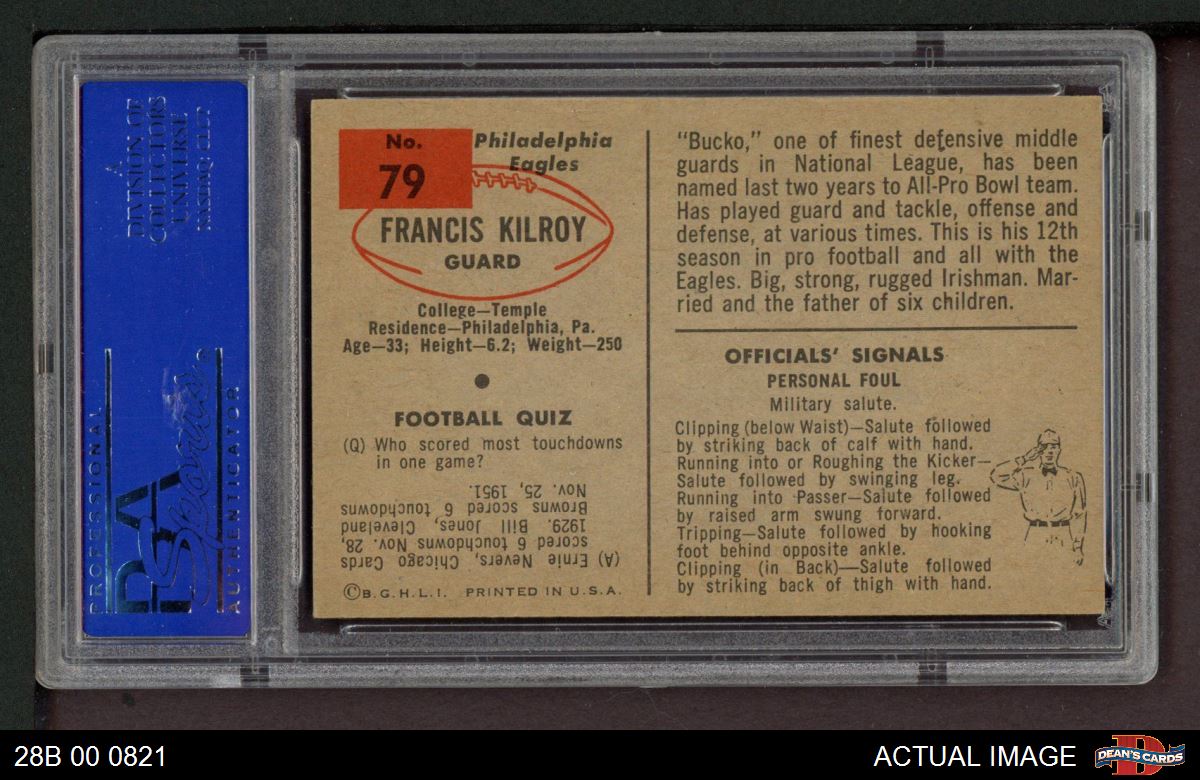 A
DIVISION OF
COLLECTORS
UNIVERSE
NASDAQ: CLCT
PROFESSIONAL
PSA
Sports
AUTHENTICATOR
No.
79
Philadelphia
Eagles
FRANCIS KILROY
GUARD
College—Temple
Residence—Philadelphia, Pa.
Age—33; Height—6.2; Weight—250
FOOTBALL QUIZ
(Q) Who scored most touchdowns
in one game?
(A) Ernie Nevers, Chicago Cards
scored 6 touchdowns Nov. 28,
1929. Bill Jones, Cleveland
Browns scored 6 touchdowns
Nov. 25, 1951.
©B.G.H.L.I. PRINTED IN U.S.A.
"Bucko," one of finest defensive middle
guards in National League, has been
named last two years to All-Pro Bowl team.
Has played guard and tackle, offense and
defense, at various times. This is his 12th
season in pro football and all with the
Eagles. Big, strong, rugged Irishman. Mar-
ried and the father of six children.
OFFICIALS' SIGNALS
PERSONAL FOUL
Military salute.
Clipping (below Waist)—Salute followed
by striking back of calf with hand.
Running into or Roughing the Kicker—
Salute followed by swinging leg.
Running into Passer—Salute followed
by raised arm swung forward.
Tripping—Salute followed by hooking
foot behind opposite ankle.
Clipping (in Back)—Salute followed
by striking back of thigh with hand.
28B 00 0821
ACTUAL IMAGE
DEAN'S CARDS